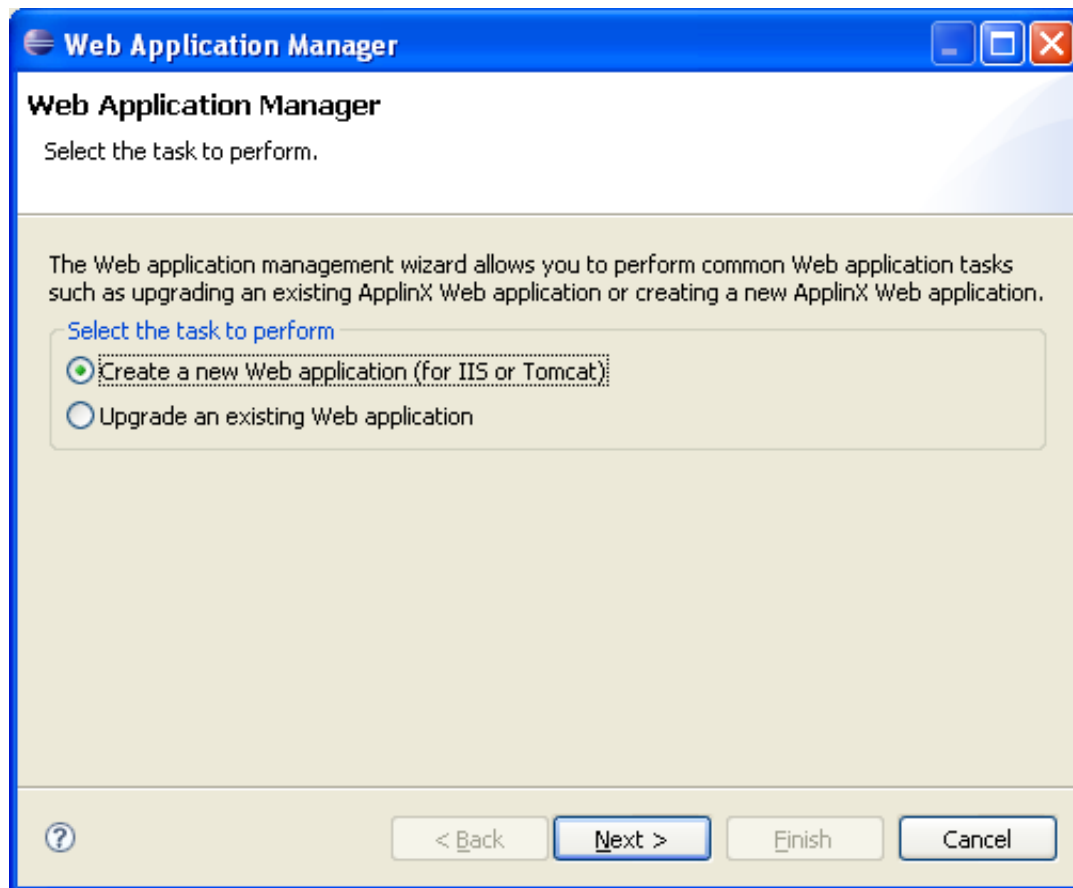 Web Application Manager
Web Application Manager
Select the task to perform.
The Web application management wizard allows you to perform common Web application tasks
such as upgrading an existing ApplinX Web application or creating a new ApplinX Web application.
Select the task to perform
Create a new Web application (for IIS or Tomcat)
Upgrade an existing Web application
? < Back Next > Finish Cancel